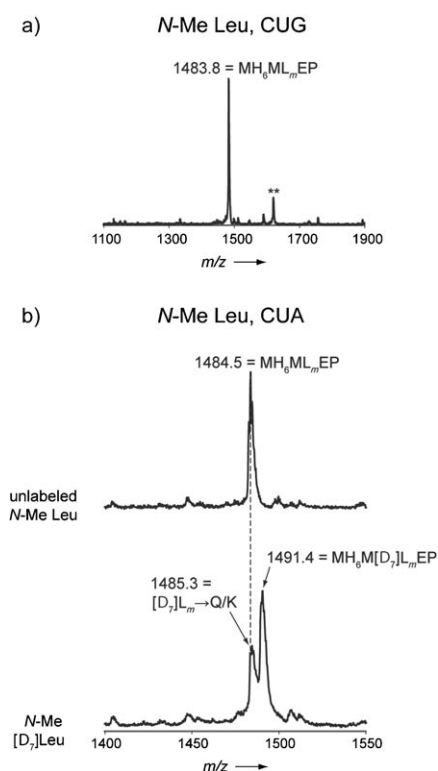 a) N-Me Leu, CUG
1483.8 = MH₆MLₘEP
**
1100 1300 1500 1700 1900
m/z →
b) N-Me Leu, CUA
1484.5 = MH₆MLₘEP
unlabeled
N-Me Leu
1491.4 = MH₆M[D₇]LₘEP
1485.3 =
[D₇]Lₘ→Q/K
N-Me
[D₇]Leu
1400 1450 1500 1550
m/z →